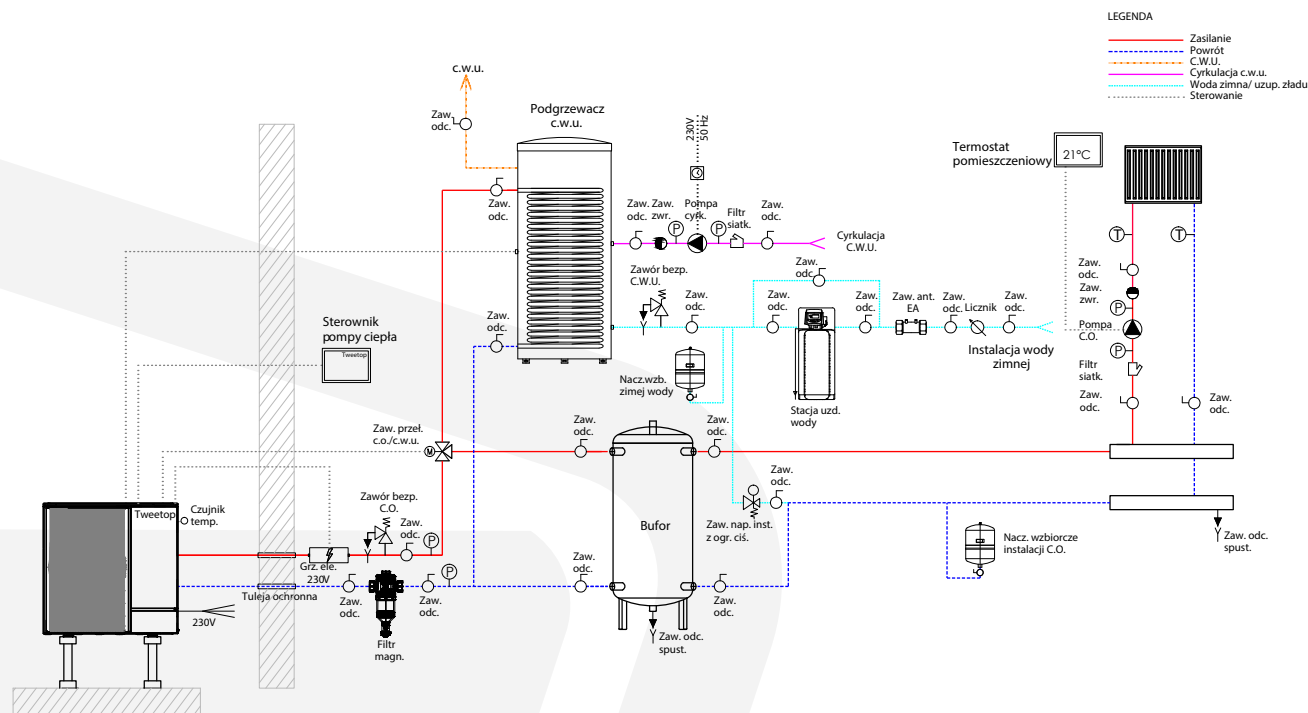 LEGENDA
Zasilanie
Powrót
C.W.U.
Cyrkulacja c.w.u.
Woda zimna/ uzup. zładu
Sterowanie
c.w.u.
Zaw.
odc.
Podgrzewacz
c.w.u.
230V
50 Hz
Termostat
pomieszczeniowy
21°C
Zaw.
odc.
Zaw.
odc.
Zaw.
zwr.
P
Pompa
cyrk.
P
Filtr
siatk.
Zaw.
odc.
Cyrkulacja
C.W.U.
T
T
Zawór bezp.
C.W.U.
Zaw.
odc.
Zaw.
odc.
Zaw.
odc.
Zaw.
odc.
Zaw. ant.
EA
Zaw.
odc.
Licznik
Zaw.
odc.
Instalacja wody
zimnej
Zaw.
odc.
Zaw.
zwr.
P
Pompa
C.O.
P
Filtr
siatk.
Zaw.
odc.
Zaw.
odc.
Sterownik
pompy ciepła
Tweetop
Zaw.
odc.
Nacz.wzb.
zimej wody
Stacja uzd.
wody
Zaw. przeł.
c.o./c.w.u.
M
Zaw.
odc.
Zaw.
odc.
Bufor
Zaw.
odc.
Zaw. nap. inst.
z ogr. ciś.
Nacz. wzbiorcze
instalacji C.O.
Zaw. odc.
spust.
Tweetop
Czujnik
temp.
Zawór bezp.
C.O.
Zaw.
odc.
P
Grz. ele.
230V
Tuleja ochronna
230V
Zaw.
odc.
Filtr
magn.
Zaw.
odc.
P
Zaw.
odc.
Zaw.
odc.
Zaw. odc.
spust.